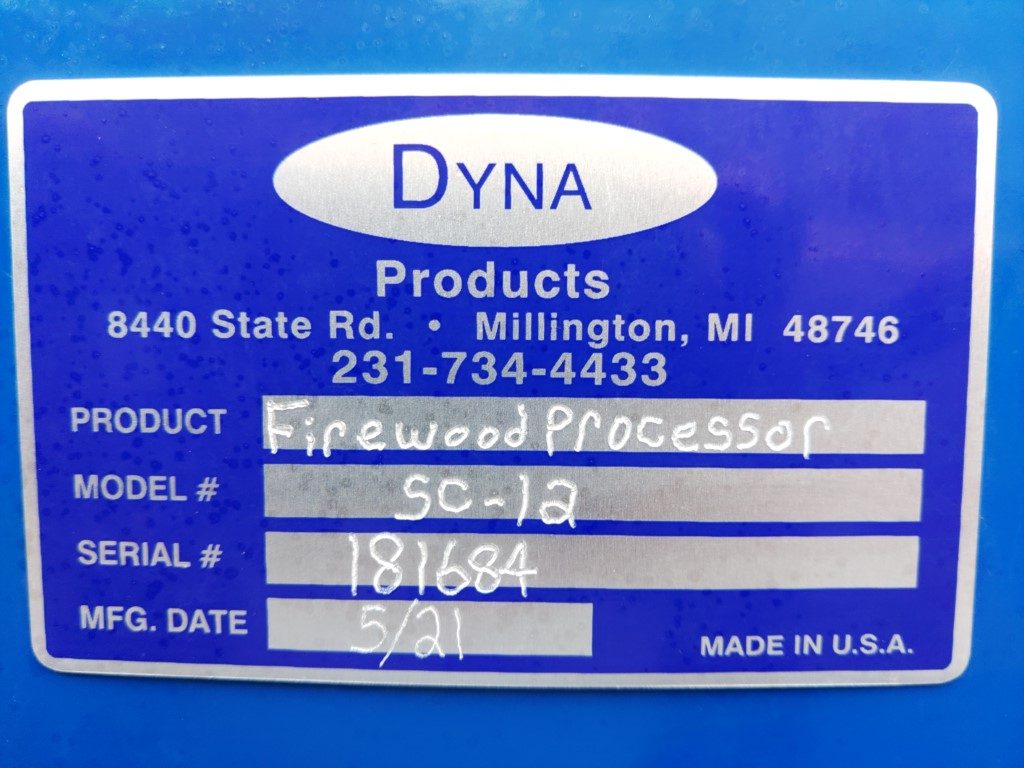 DYNA
Products
8440 State Rd. • Millington, MI 48746
231-734-4433
PRODUCT Firewood Processor
MODEL # SC-12
SERIAL # 181684
MFG. DATE 5/21
MADE IN U.S.A.